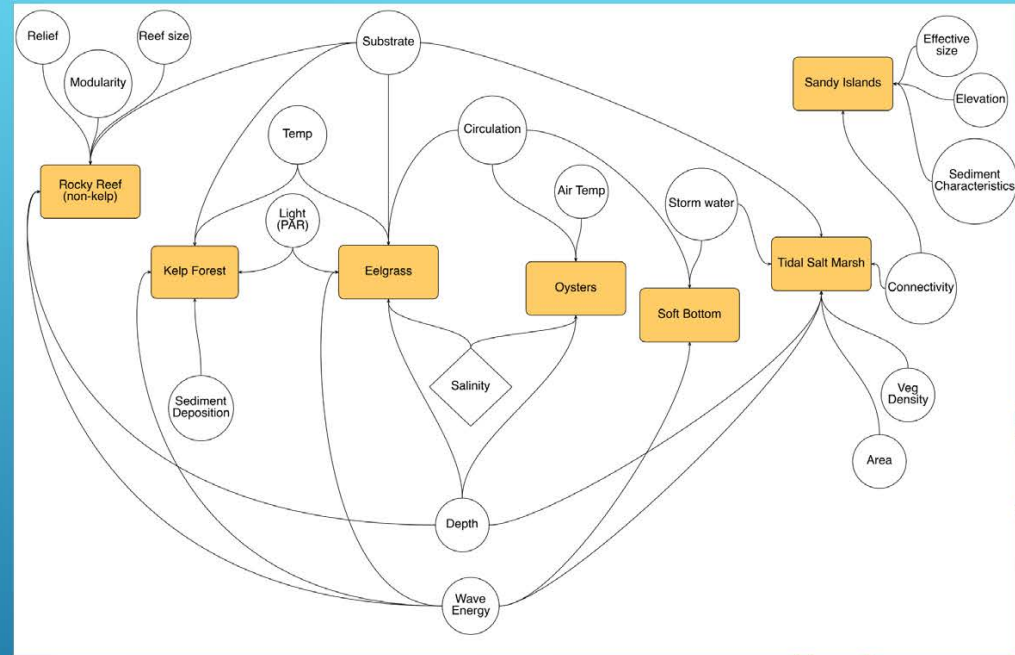 Relief
Reef size
Modularity
Substrate
Effective
size
Sandy Islands
Elevation
Temp
Circulation
Sediment
Characteristics
Rocky Reef
(non-kelp)
Air Temp
Storm water
Light
(PAR)
Kelp Forest
Eelgrass
Oysters
Tidal Salt Marsh
Connectivity
Soft Bottom
Salinity
Sediment
Deposition
Veg
Density
Area
Depth
Wave
Energy